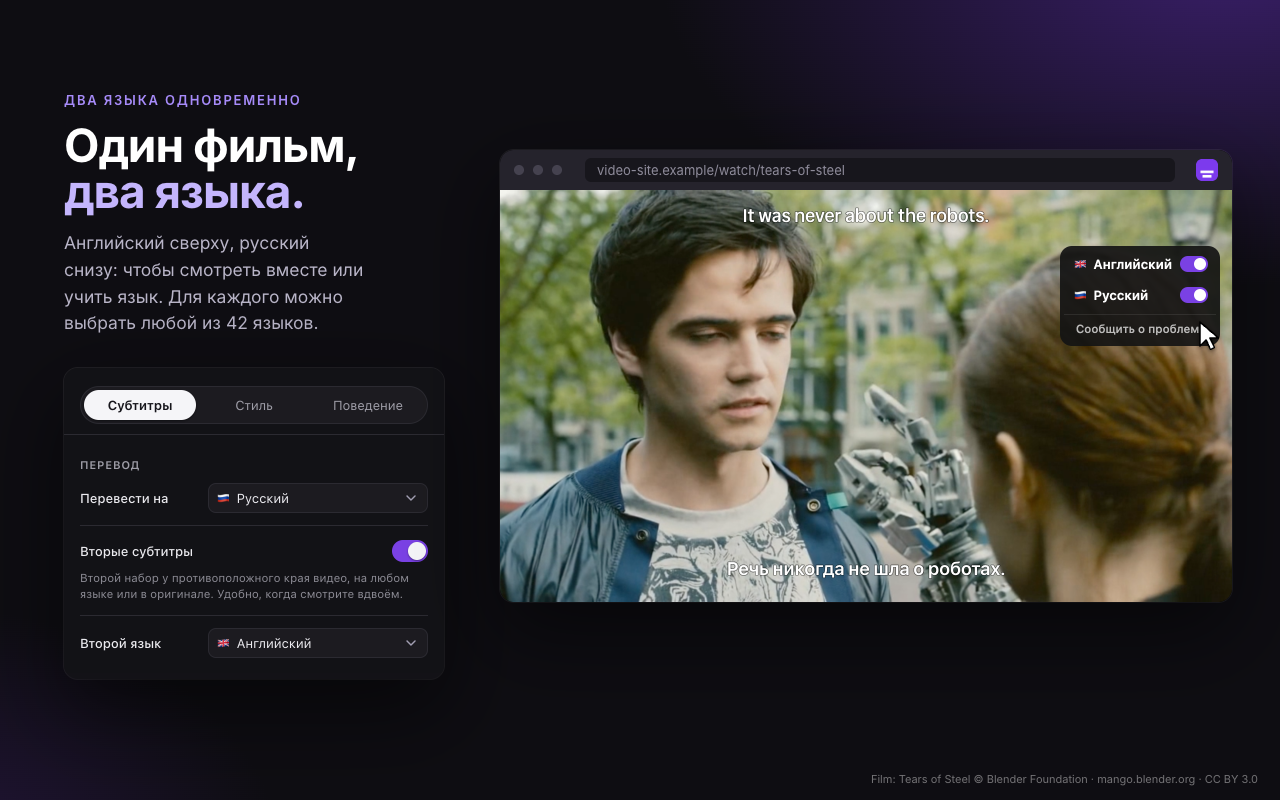 ДВА ЯЗЫКА ОДНОВРЕМЕННО
Один фильм,
два языка.
Английский сверху, русский
снизу: чтобы смотреть вместе или
учить язык. Для каждого можно
выбрать любой из 42 языков.
Субтитры
Стиль
Поведение
ПЕРЕВОД
Перевести на
Русский
Вторые субтитры
Второй набор у противоположного края видео, на любом
языке или в оригинале. Удобно, когда смотрите вдвоём.
Второй язык
Английский
video-site.example/watch/tears-of-steel
It was never about the robots.
Английский
Русский
Сообщить о проблем
Речь никогда не шла о роботах.
Film: Tears of Steel © Blender Foundation · mango.blender.org · CC BY 3.0